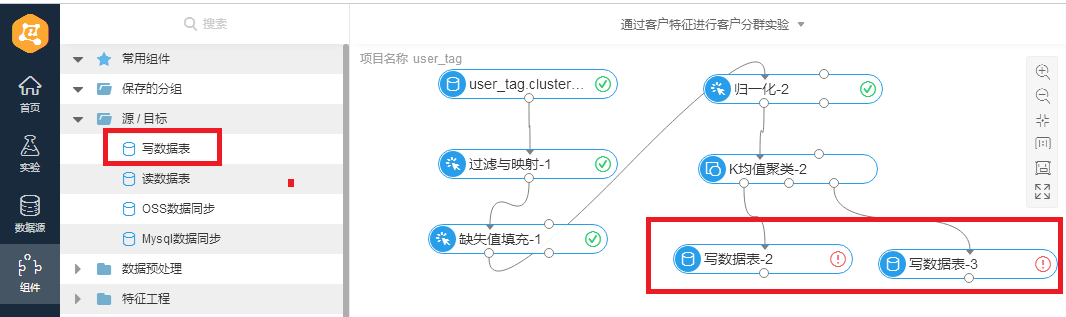 搜索
首页
实验
数据源
组件
常用组件
保存的分组
源 / 目标
写数据表
读数据表
OSS数据同步
Mysql数据同步
数据预处理
特征工程
通过客户特征进行客户分群实验
项目名称 user_tag
user_tag.cluster...
过滤与映射-1
缺失值填充-1
归一化-2
K均值聚类-2
写数据表-2
写数据表-3